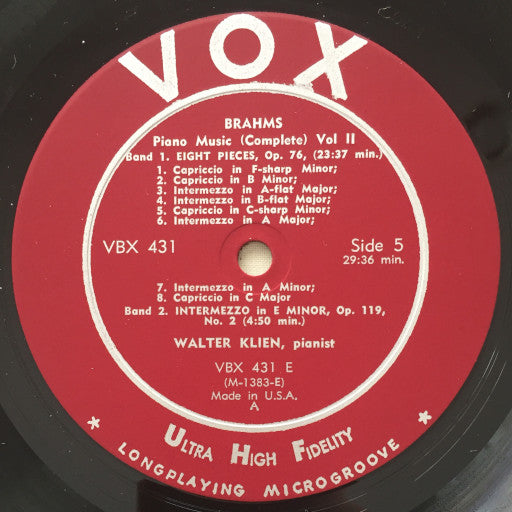 VOX
BRAHMS
Piano Music (Complete) Vol II
Band 1. EIGHT PIECES, Op. 76, (23:37 min.)
1. Capriccio in F-sharp Minor;
2. Capriccio in B Minor;
3. Intermezzo in A-flat Major;
4. Intermezzo in B-flat Major;
5. Capriccio in C-sharp Minor;
6. Intermezzo in A Major;
VBX 431
Side 5
29:36 min.
7. Intermezzo in A Minor;
8. Capriccio in C Major
Band 2. INTERMEZZO in E MINOR, Op. 119,
No. 2 (4:50 min.)
WALTER KLIEN, pianist
VBX 431 E
(M-1383-E)
Made in U.S.A.
A
ULTRA HIGH FIDELITY
* LONGPLAYING MICROGROOVE *